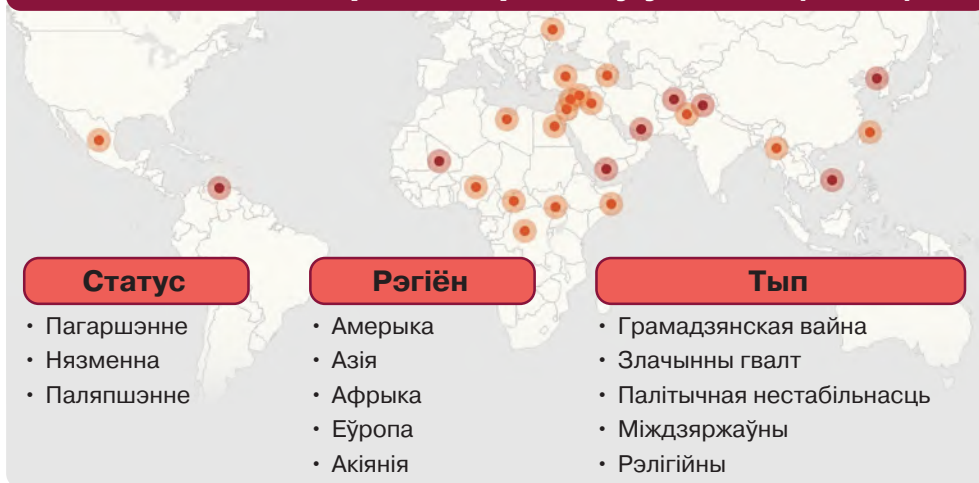 Статус
• Пагаршэнне
• Нязменна
• Паляпшэнне
Рэгіён
• Амерыка
• Азія
• Афрыка
• Еўропа
• Акіянія
Тып
• Грамадзянская вайна
• Злачынны гвалт
• Палітычная нестабільнасць
• Міждзяржаўны
• Рэлігійны